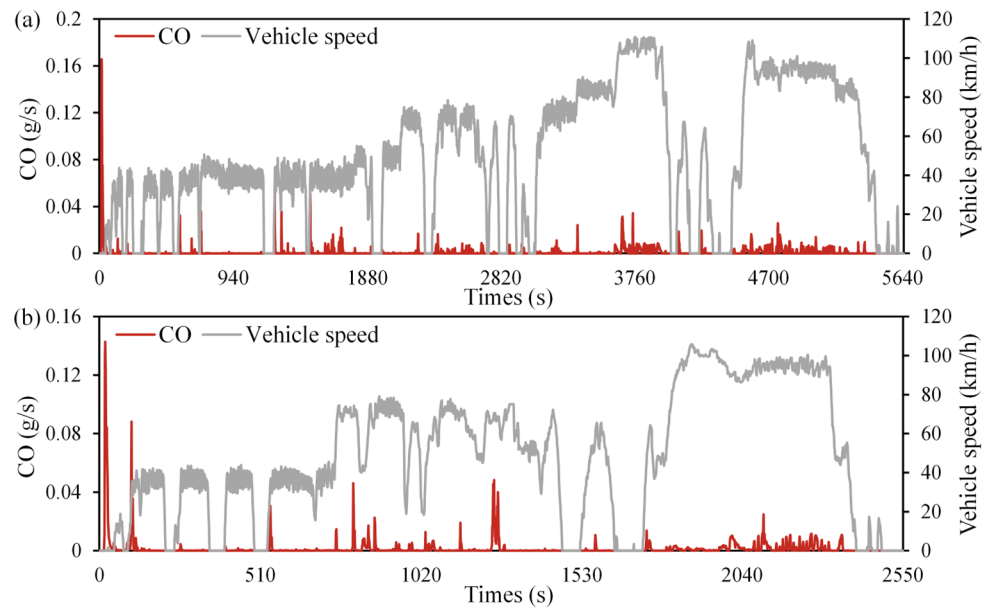 (a)
CO Vehicle speed
CO (g/s)
0.2
0.16
0.12
0.08
0.04
0
120
100
80
60
40
20
0
Vehicle speed (km/h)
0 940 1880 2820 3760 4700 5640
Times (s)
(b)
CO Vehicle speed
CO (g/s)
0.16
0.12
0.08
0.04
0
120
100
80
60
40
20
0
Vehicle speed (km/h)
0 510 1020 1530 2040 2550
Times (s)